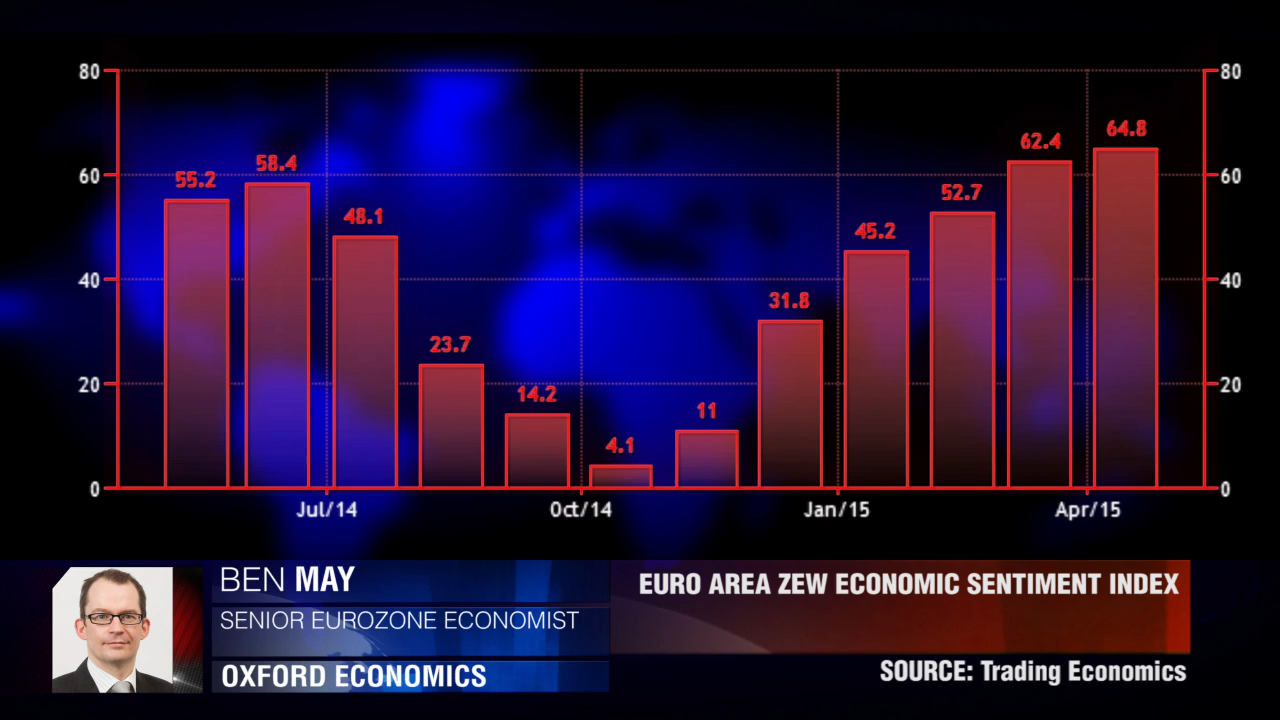 80 80
64.8
62.4
60 55.2 58.4 60
52.7
48.1
45.2
40 40
31.8
23.7
20 20
14.2
11
4.1
0 0
Jul/14 Oct/14 Jan/15 Apr/15
BEN MAY
SENIOR EUROZONE ECONOMIST
OXFORD ECONOMICS
EURO AREA ZEW ECONOMIC SENTIMENT INDEX
SOURCE: Trading Economics